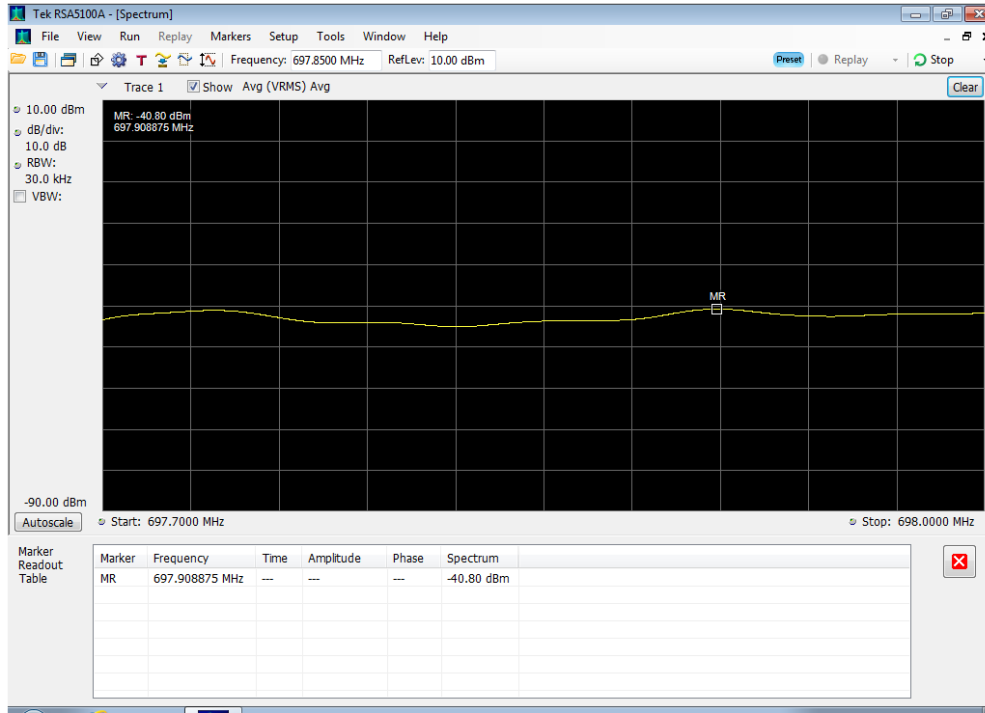 Tek RSA5100A - [Spectrum]
File View Run Replay Markers Setup Tools Window Help
T Frequency: 697.8500 MHz RefLev: 10.00 dBm Preset Replay Stop
Trace 1 Show Avg (VRMS) Avg Clear
10.00 dBm
dB/div:
10.0 dB
RBW:
30.0 kHz
VBW:
MR: -40.80 dBm
697.908875 MHz
MR
-90.00 dBm
Autoscale Start: 697.7000 MHz Stop: 698.0000 MHz
Marker
Readout
Table
Marker Frequency Time Amplitude Phase Spectrum
MR 697.908875 MHz --- --- --- -40.80 dBm